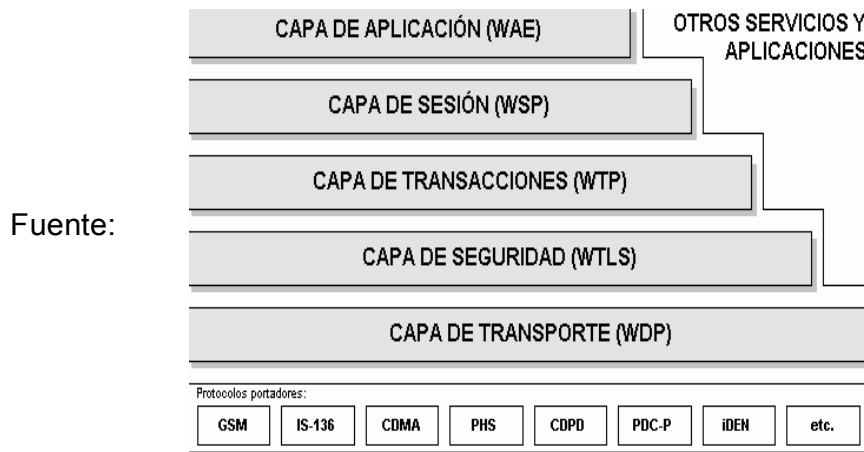 CAPA DE APLICACIÓN (WAE)
OTROS SERVICIOS Y
APLICACIONES
CAPA DE SESIÓN (WSP)
CAPA DE TRANSACCIONES (WTP)
Fuente:
CAPA DE SEGURIDAD (WTLS)
CAPA DE TRANSPORTE (WDP)
Protocolos portadores:
GSM IS-136 CDMA PHS CDPD PDC-P iDEN etc.